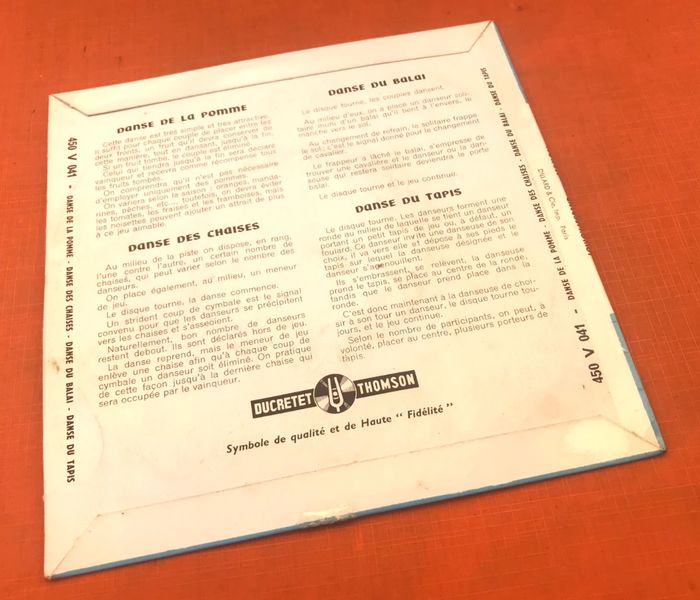 DANSE DE LA POMME
Cette danse est très simple et très attractive.
Il suffit pour chaque couple de placer entre les
deux fronts, un fruit qu'il devra conserver de
cette manière, tout en dansant, jusqu'à la fin.
Si un fruit tombe, le couple est éliminé.
Celui qui tiendra jusqu'à la fin sera déclaré
vainqueur et recevra comme récompense tous
les fruits tombés.
On comprendra qu'il n'est pas nécessaire
d'employer uniquement des pommes.
On variera selon la saison : oranges, manda-
rines, pêches, etc... toutefois, on devra éviter
les tomates, les fraises et les framboises, mais
les noisettes peuvent ajouter un attrait de plus
à ce jeu aimable.
DANSE DES CHAISES
Au milieu de la piste on dispose, en rang,
l'une contre l'autre, un certain nombre de
chaises, qui peut varier selon le nombre des
danseurs.
On place également, au milieu, un meneur
de jeu.
Le disque tourne, la danse commence.
Un strident coup de cymbale est le signal
convenu pour que les danseurs se précipitent
vers les chaises et s'asseoient.
Naturellement, bon nombre de danseurs
restent debout. Ils sont déclarés hors de jeu.
La danse reprend, mais le meneur de jeu
enlève une chaise afin qu'à chaque coup de
cymbale un danseur soit éliminé. On pratique
de cette façon jusqu'à la dernière chaise qui
sera occupée par le vainqueur.
DANSE DU BALAI
Le disque tourne, les couples dansent.
Au milieu d'eux, on a placé un danseur soli-
taire muni d'un balai qu'il tient à l'envers, le
manche vers le sol.
Au changement de refrain, le solitaire frappe
le sol. C'est le signal donné pour le changement
de cavalier.
Le frappeur a lâché le balai, s'empresse de
trouver une cavalière et le danseur ou la dan-
seuse qui restera solitaire deviendra le porte
balai.
Le disque tourne et le jeu continue.
DANSE DU TAPIS
Le disque tourne. Les danseurs forment une
ronde au milieu de laquelle se tient un danseur
portant un petit tapis de jeu ou, à défaut, un
foulard. Ce danseur invite une danseuse de son
choix, il va vers elle et dépose à ses pieds le
tapis sur lequel la danseuse désignée et le
danseur s'agenouillent.
Ils s'embrassent, se relèvent, la danseuse
prend le tapis, se place au centre de la ronde,
tandis que le danseur prend place dans la
ronde.
C'est donc maintenant à la danseuse de choi-
sir à son tour un danseur, le disque tourne tou-
jours, et le jeu continue.
Selon le nombre de participants, on peut, à
volonté, placer au centre, plusieurs porteurs de
tapis.
DUCRETET THOMSON
Symbole de qualité et de Haute “ Fidélité ”
450 V 041 - DANSE DE LA POMME - DANSE DES CHAISES - DANSE DU BALAI - DANSE DU TAPIS
450 V 041 - DANSE DE LA POMME - DANSE DES CHAISES - DANSE DU BALAI - DANSE DU TAPIS
& Cie, Imp. Paris